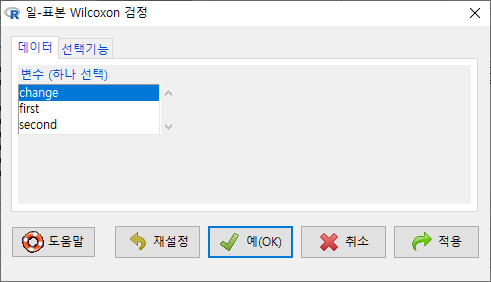 R 일-표본 Wilcoxon 검정
데이터 선택기능
변수 (하나 선택)
change
first
second
도움말 재설정 예(OK) 취소 적용